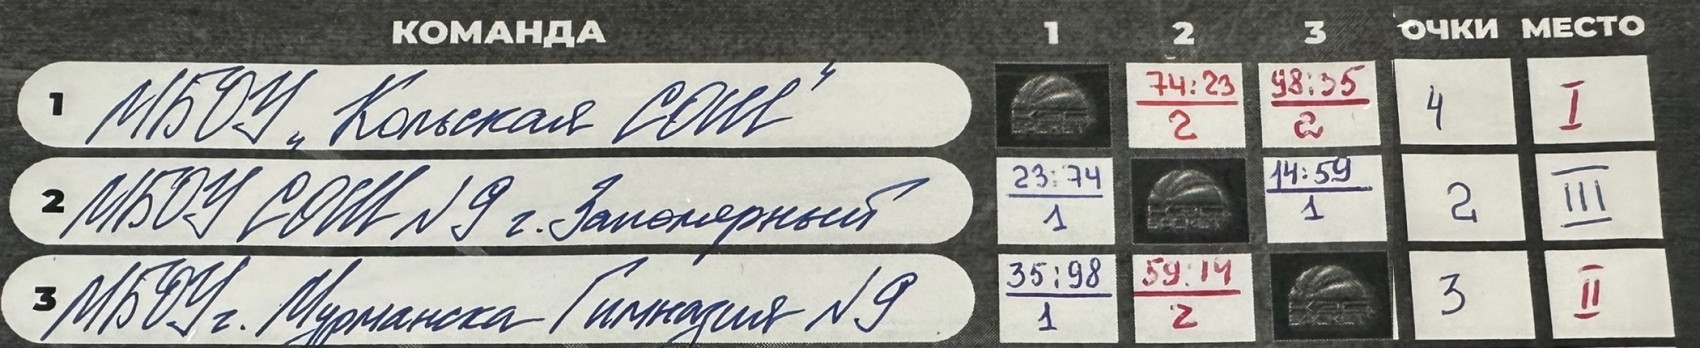 КОМАНДА 1 2 3 ОЧКИ МЕСТО
1 МБОУ „Кольская СОШ" 74:23 98:35 4 I
2 2
2 МБОУ СОШ №9 г. Заполярный 23:74 14:59 2 III
1 1
3 МБОУ г. Мурманска Гимназия №9 35:98 59:14 3 II
1 2